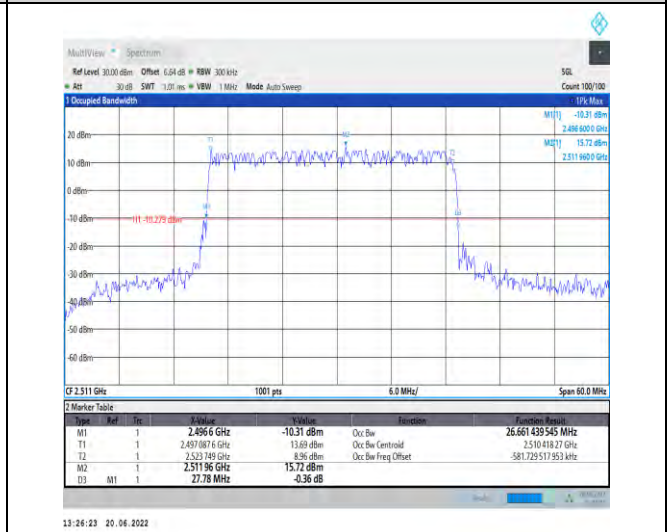 MultiView Spectrum
Ref Level 30.00 dBm Offset 6.64 dB RBW 300 kHz SGL
Att 30 dB SWT 1.01 ms VBW 1 MHz Mode Auto Sweep Count 100/100
1 Occupied Bandwidth 1Pk Max
M1[1] -10.31 dBm
2.496 6000 GHz
M2[1] 15.72 dBm
2.511 9600 GHz
20 dBm
10 dBm
0 dBm
-10 dBm
H1 -10.279 dBm
-20 dBm
-30 dBm
-40 dBm
-50 dBm
-60 dBm
T1
M2
T2
M1
D3
CF 2.511 GHz 1001 pts 6.0 MHz/ Span 60.0 MHz
2 Marker Table
Type Ref Trc X-Value Y-Value Function Function Result
M1 1 2.4966 GHz -10.31 dBm Occ Bw 26.661 439 545 MHz
T1 1 2.497 087 6 GHz 13.69 dBm Occ Bw Centroid 2.510 418 27 GHz
T2 1 2.523 749 GHz 8.96 dBm Occ Bw Freq Offset -581.729 517 953 kHz
M2 1 2.511 96 GHz 15.72 dBm
D3 M1 1 27.78 MHz -0.36 dB
13:26:23 20.06.2022